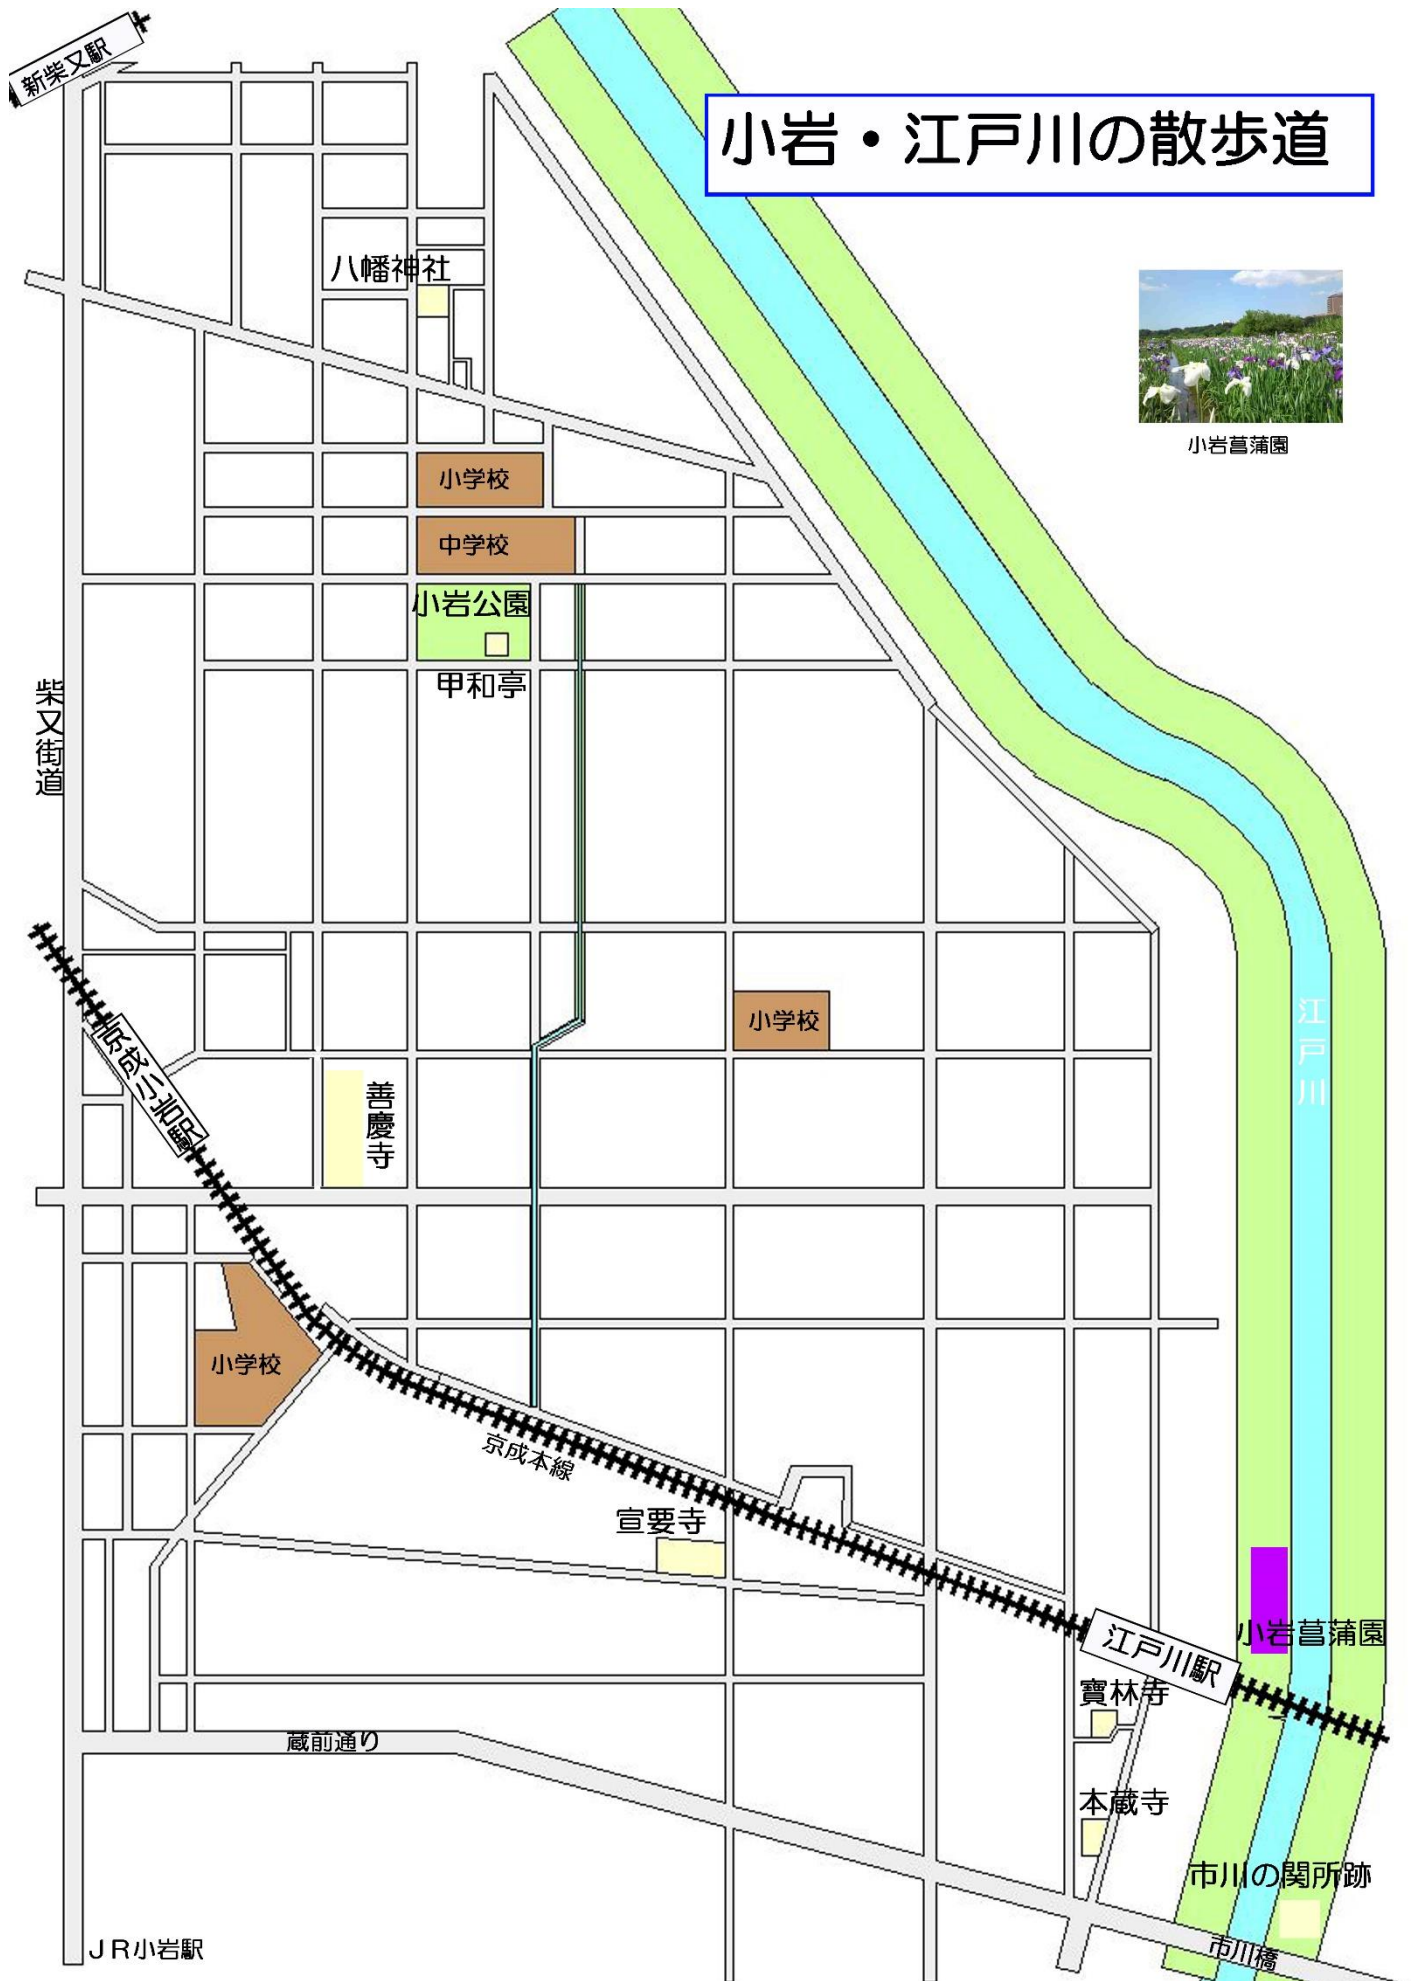 新柴又駅
小岩・江戸川の散歩道
八幡神社
小岩菖蒲園
小学校
中学校
小岩公園
甲和亭
柴又街道
江戸川
小学校
京成小岩駅
善慶寺
小学校
京成本線
宣要寺
小岩菖蒲園
江戸川駅
寶林寺
蔵前通り
本蔵寺
市川の関所跡
市川橋
ＪＲ小岩駅